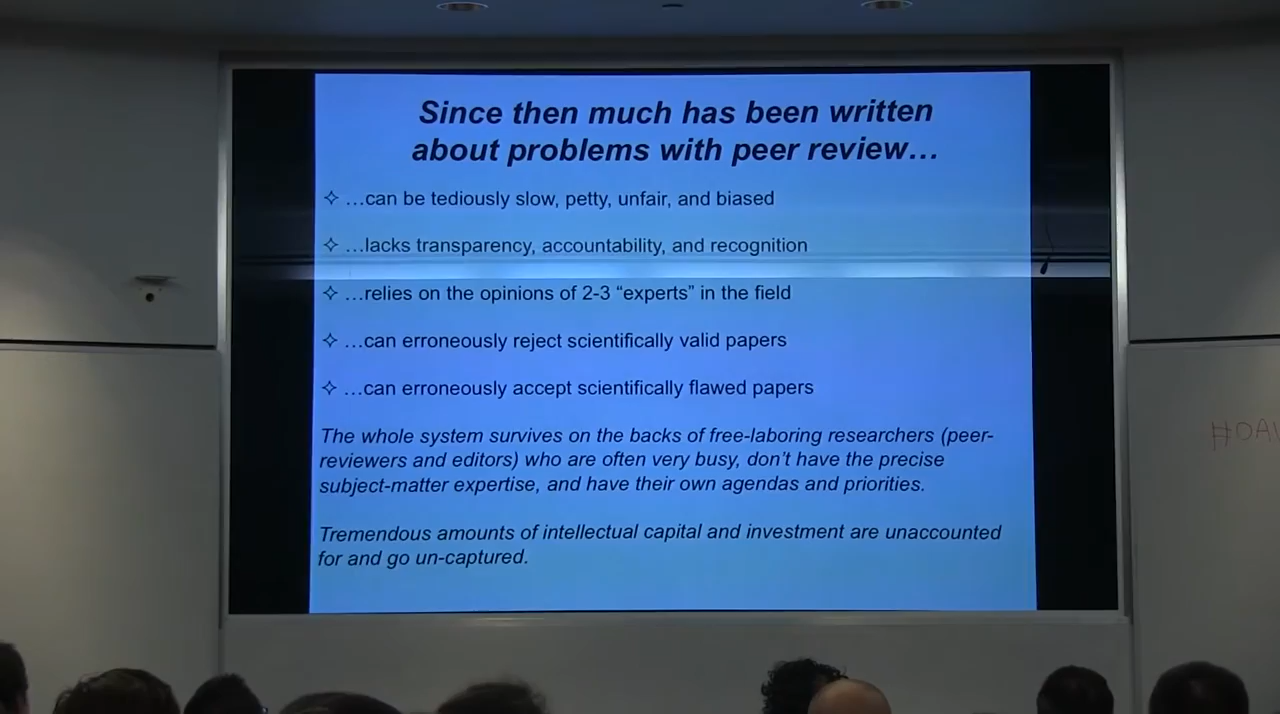 Since then much has been written
about problems with peer review…
✧ …can be tediously slow, petty, unfair, and biased
✧ …lacks transparency, accountability, and recognition
✧ …relies on the opinions of 2-3 “experts” in the field
✧ …can erroneously reject scientifically valid papers
✧ …can erroneously accept scientifically flawed papers
The whole system survives on the backs of free-laboring researchers (peer-
reviewers and editors) who are often very busy, don’t have the precise
subject-matter expertise, and have their own agendas and priorities.
Tremendous amounts of intellectual capital and investment are unaccounted
for and go un-captured.